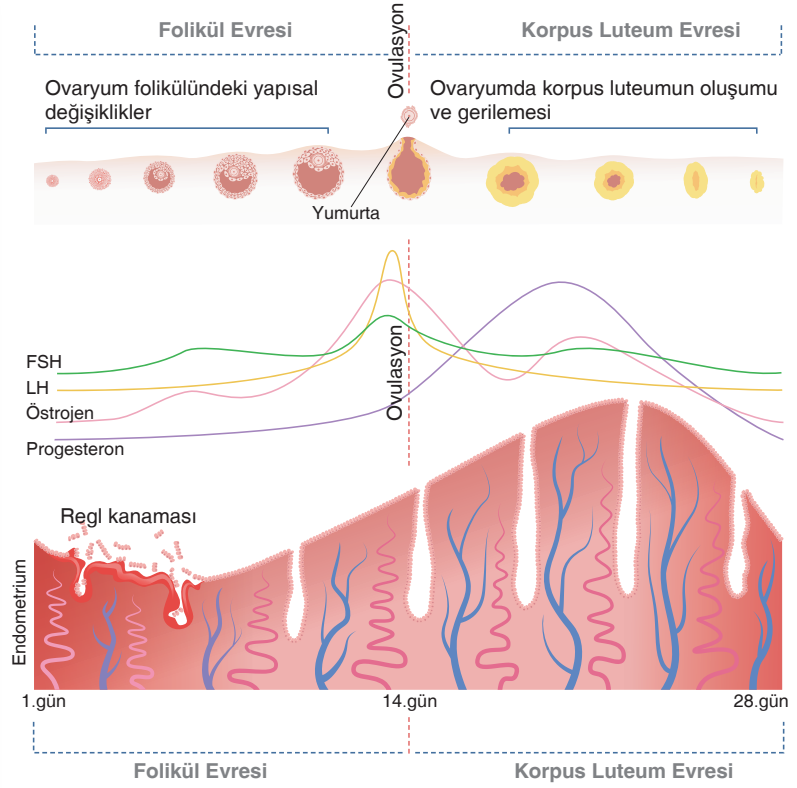 Folikül Evresi
Korpus Luteum Evresi
Ovulasyon
Ovaryum folikülündeki yapısal
değişiklikler
Ovaryumda korpus luteumun oluşumu
ve gerilemesi
Yumurta
Ovulasyon
FSH
LH
Östrojen
Progesteron
Regl kanaması
Endometrium
1.gün
14.gün
28.gün
Folikül Evresi
Korpus Luteum Evresi